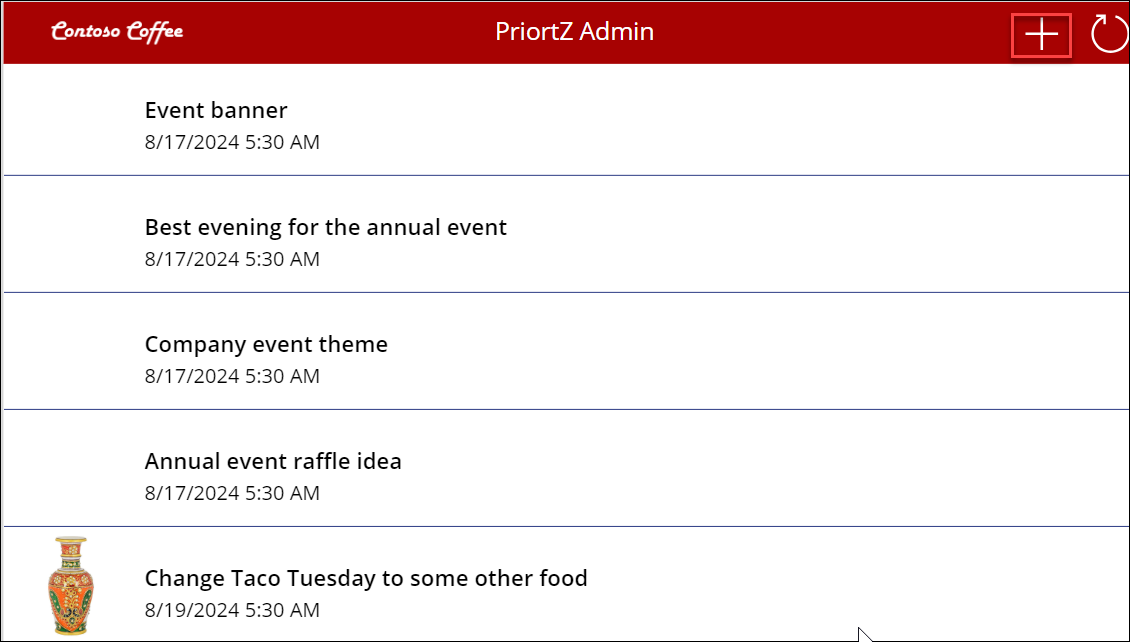 Contoso Coffee
PriortZ Admin
Event banner
8/17/2024 5:30 AM
Best evening for the annual event
8/17/2024 5:30 AM
Company event theme
8/17/2024 5:30 AM
Annual event raffle idea
8/17/2024 5:30 AM
Change Taco Tuesday to some other food
8/19/2024 5:30 AM